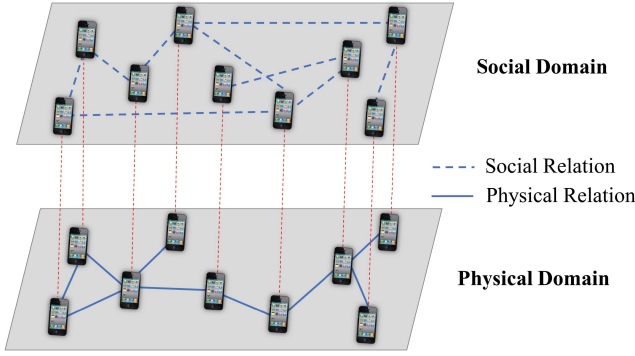 Social Domain
Social Relation
Physical Relation
Physical Domain